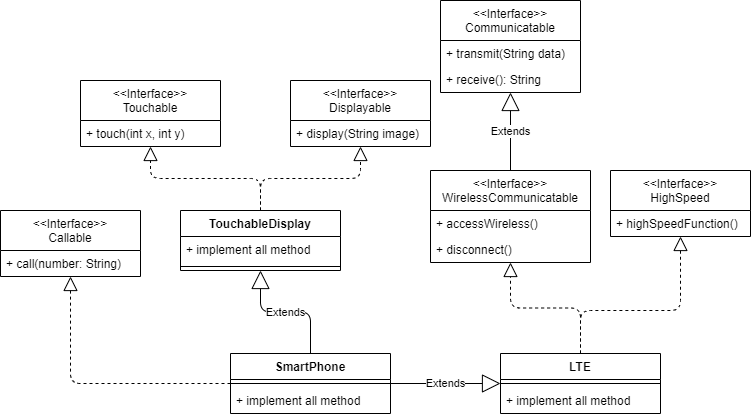 <<Interface>>
Communicatable
+ transmit(String data)
+ receive(): String
<<Interface>>
Touchable
+ touch(int x, int y)
<<Interface>>
Displayable
+ display(String image)
Extends
<<Interface>>
WirelessCommunicatable
+ accessWireless()
+ disconnect()
<<Interface>>
HighSpeed
+ highSpeedFunction()
<<Interface>>
Callable
+ call(number: String)
TouchableDisplay
+ implement all method
Extends
SmartPhone
+ implement all method
Extends
LTE
+ implement all method